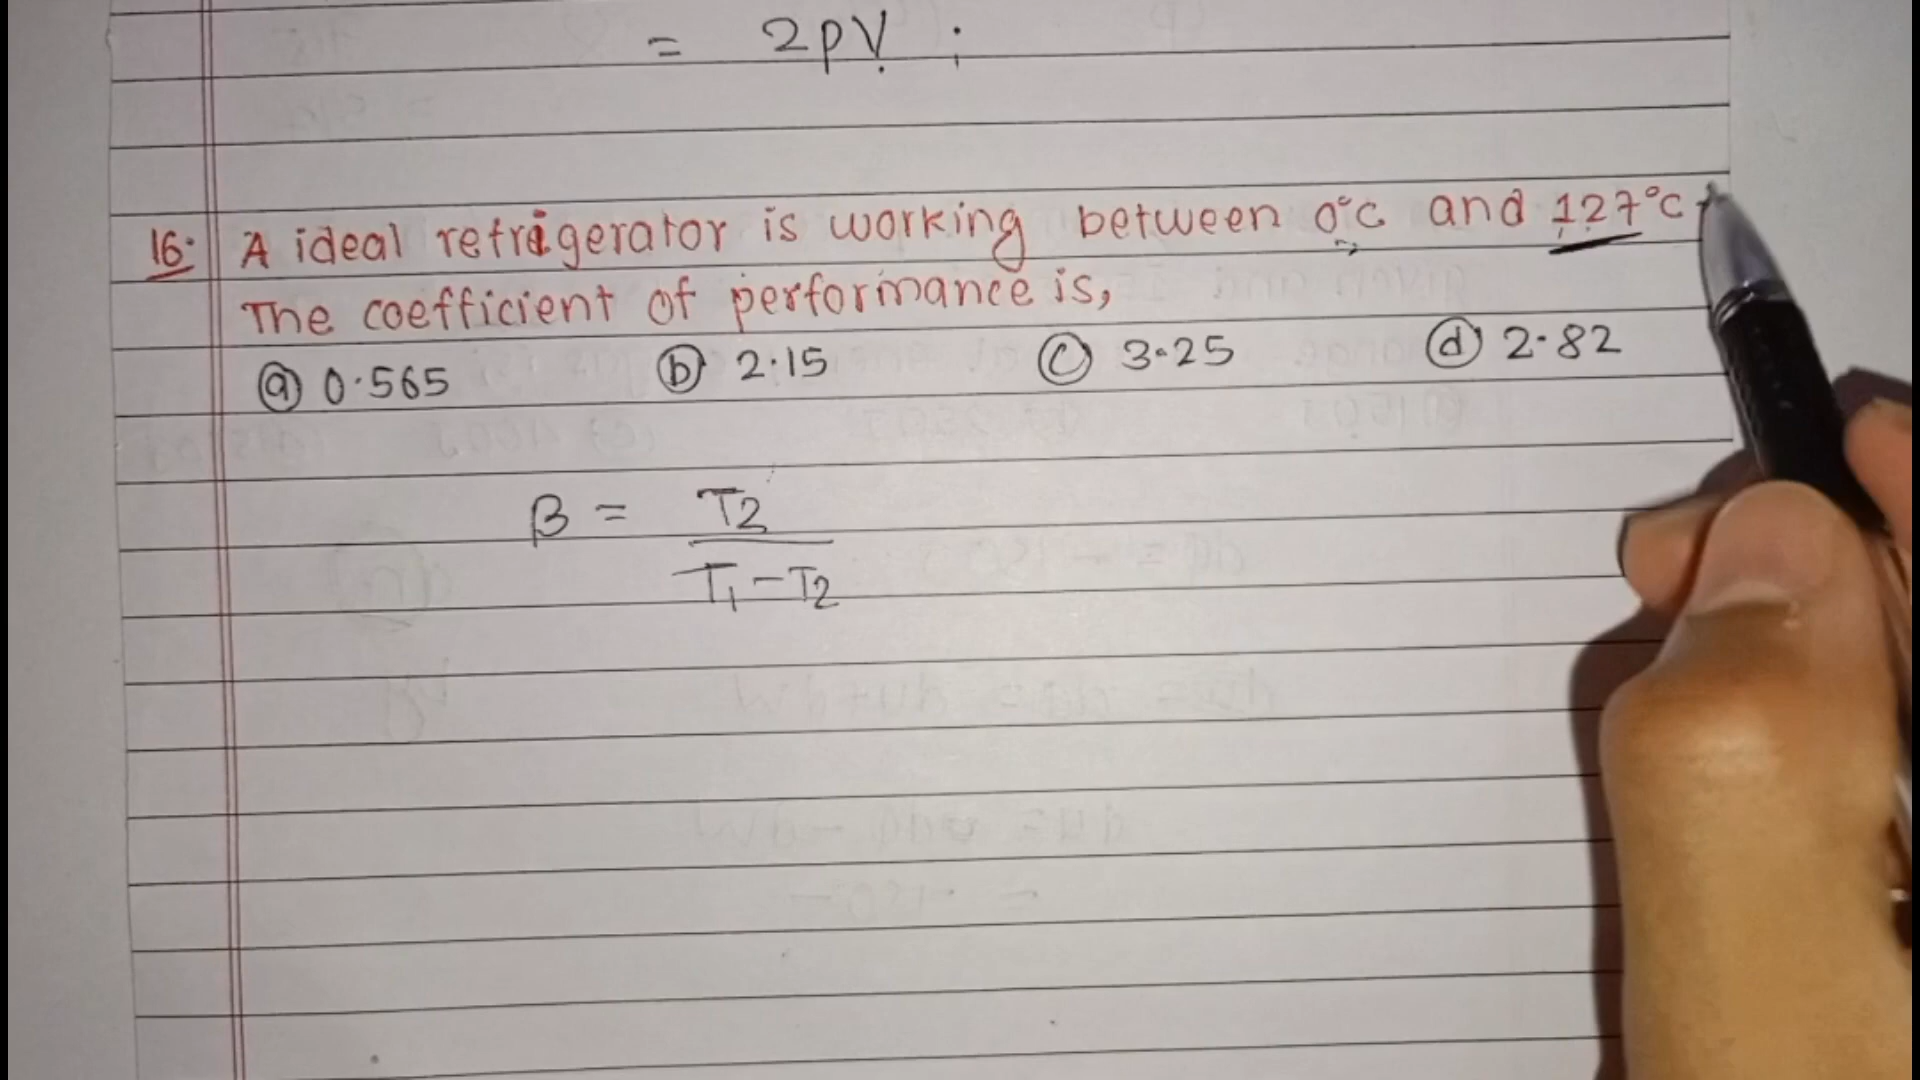 = 2pV ;
16. A ideal refrigerator is working between 0°C and 127°C
The coefficient of performance is,
(a) 0.565 (b) 2.15 (c) 3.25 (d) 2.82
β = T2
T1 - T2